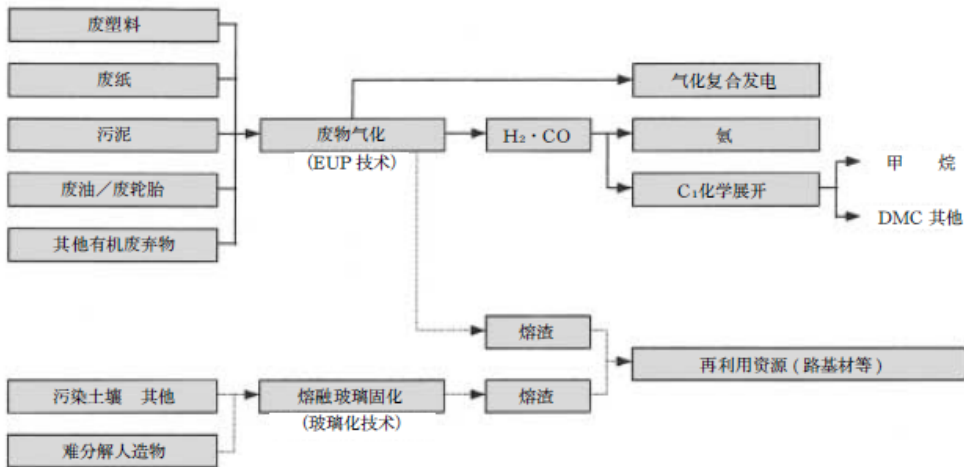 废塑料
废纸
污泥
废油／废轮胎
其他有机废弃物
废物气化
(EUP 技术)
气化复合发电
H₂・CO
氨
C₁化学展开
甲　烷
DMC 其他
熔渣
再利用资源 ( 路基材等 )
污染土壤　其他
难分解人造物
熔融玻璃固化
(玻璃化技术)
熔渣